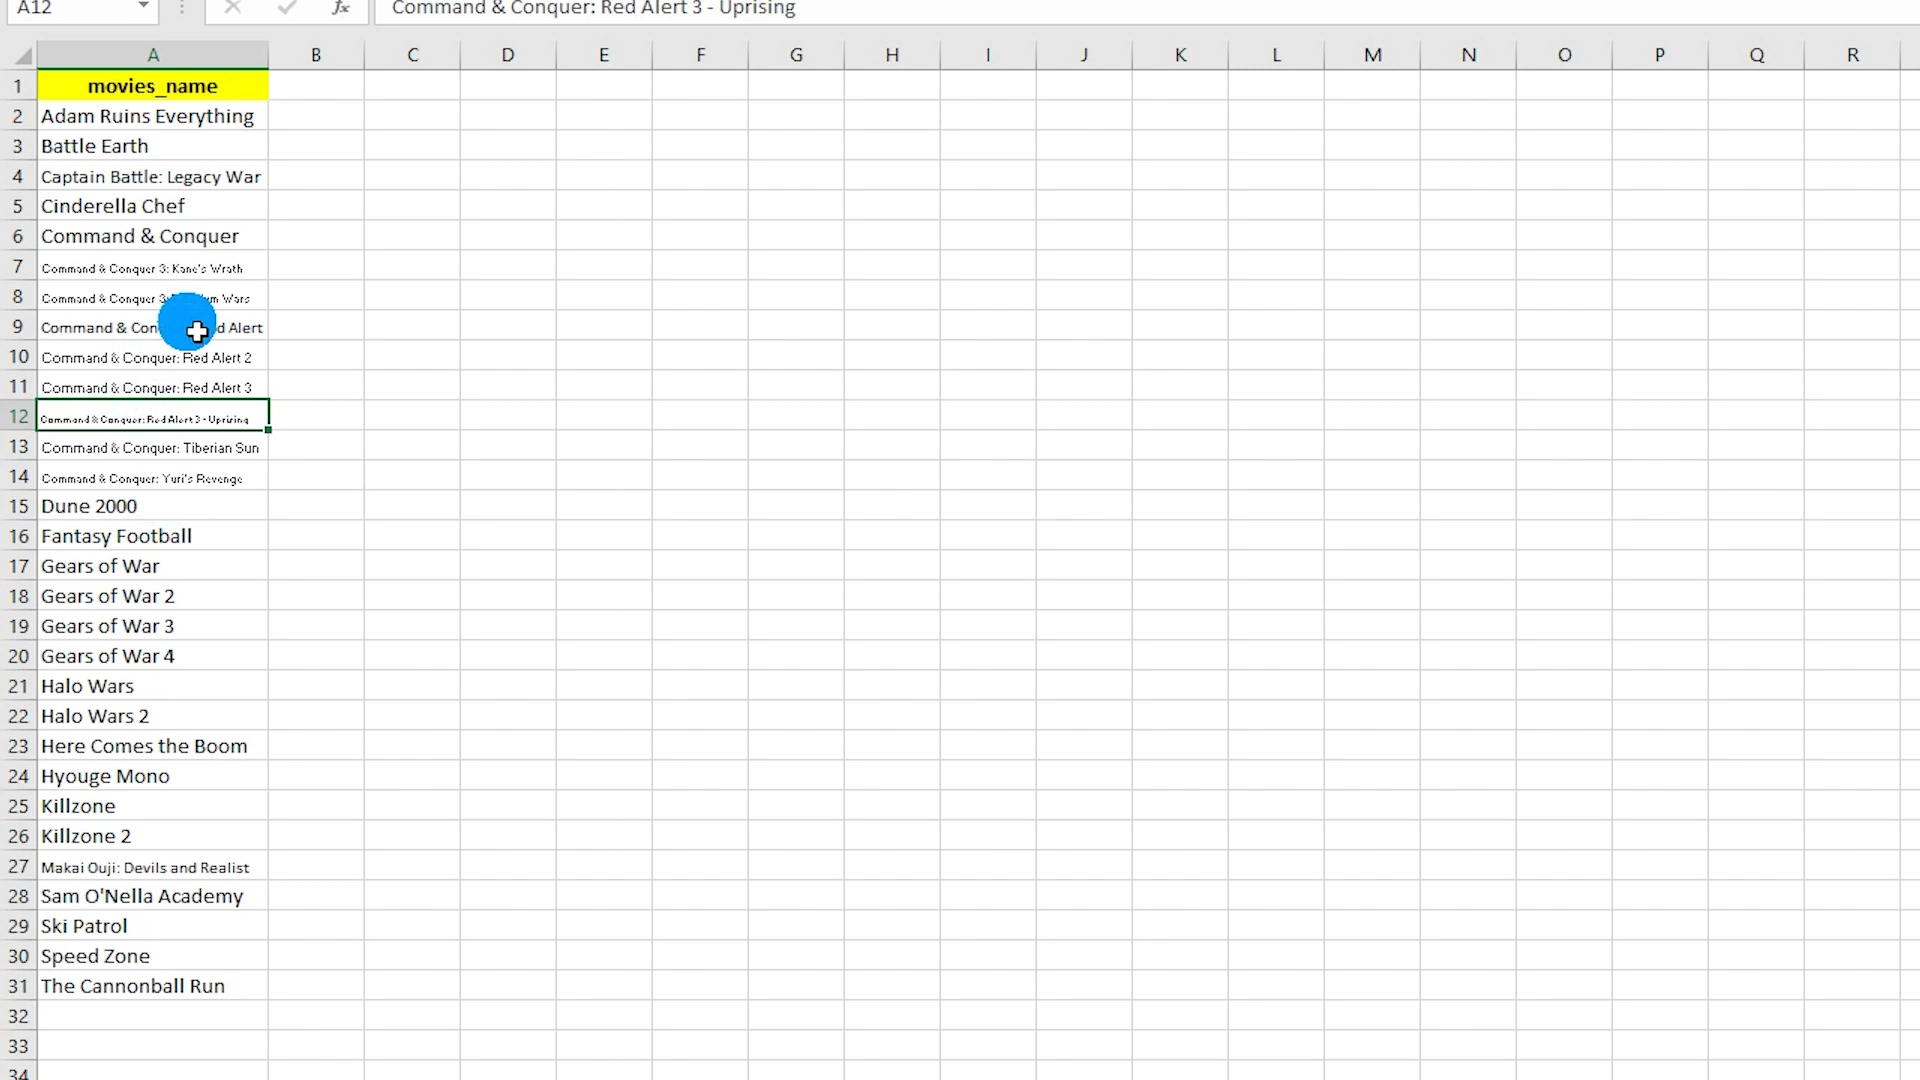 A12 fx Command & Conquer: Red Alert 3 - Uprising
A B C D E F G H I J K L M N O P Q R
1 movies_name
2 Adam Ruins Everything
3 Battle Earth
4 Captain Battle: Legacy War
5 Cinderella Chef
6 Command & Conquer
7 Command & Conquer 3: Kane's Wrath
8 Command & Conquer 3: Wars
9 Command & Alert
10 Command & Conquer: Red Alert 2
11 Command & Conquer: Red Alert 3
12 Command & Conquer: Red Alert 3 - Uprising
13 Command & Conquer: Tiberian Sun
14 Command & Conquer: Yuri's Revenge
15 Dune 2000
16 Fantasy Football
17 Gears of War
18 Gears of War 2
19 Gears of War 3
20 Gears of War 4
21 Halo Wars
22 Halo Wars 2
23 Here Comes the Boom
24 Hyouge Mono
25 Killzone
26 Killzone 2
27 Makai Ouji: Devils and Realist
28 Sam O'Nella Academy
29 Ski Patrol
30 Speed Zone
31 The Cannonball Run
32
33
34